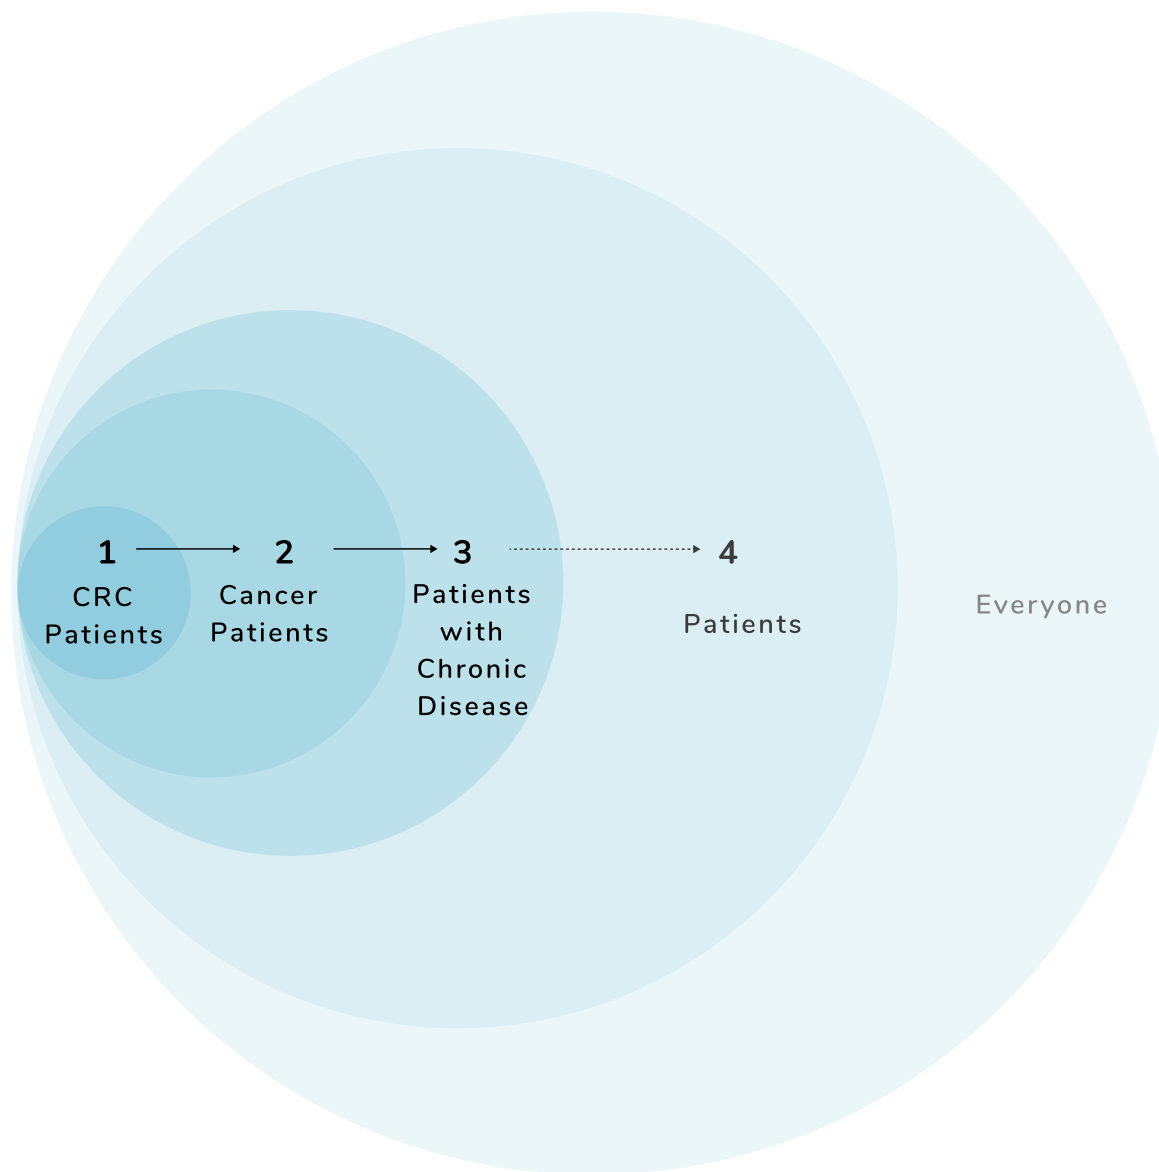 1
CRC
Patients
2
Cancer
Patients
3
Patients
with
Chronic
Disease
4
Patients
Everyone